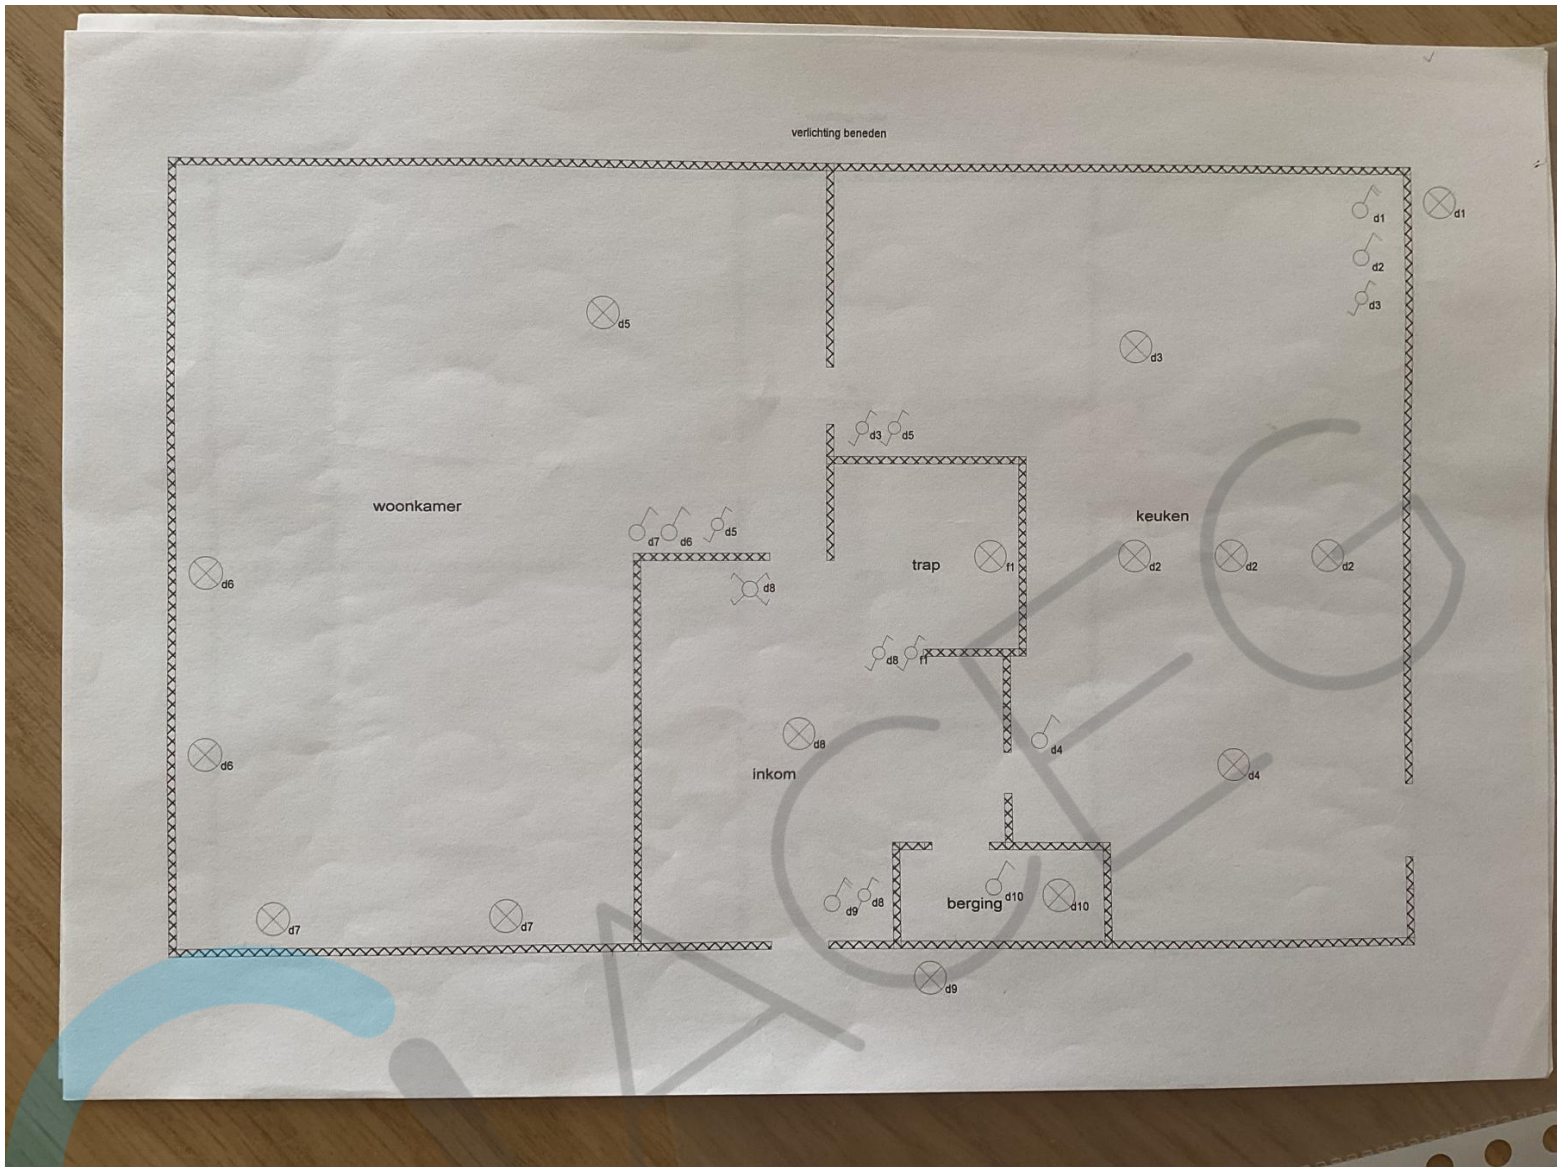 verlichting beneden
d1
d1
d2
d3
d5
d3
d3 d5
woonkamer
keuken
d7 d6 d5
d2
d2
d2
trap
f1
d6
d8
d8 f1
d8
d4
d6
d4
inkom
d10
d9 d8
berging
d10
d7
d7
d9
ACEG